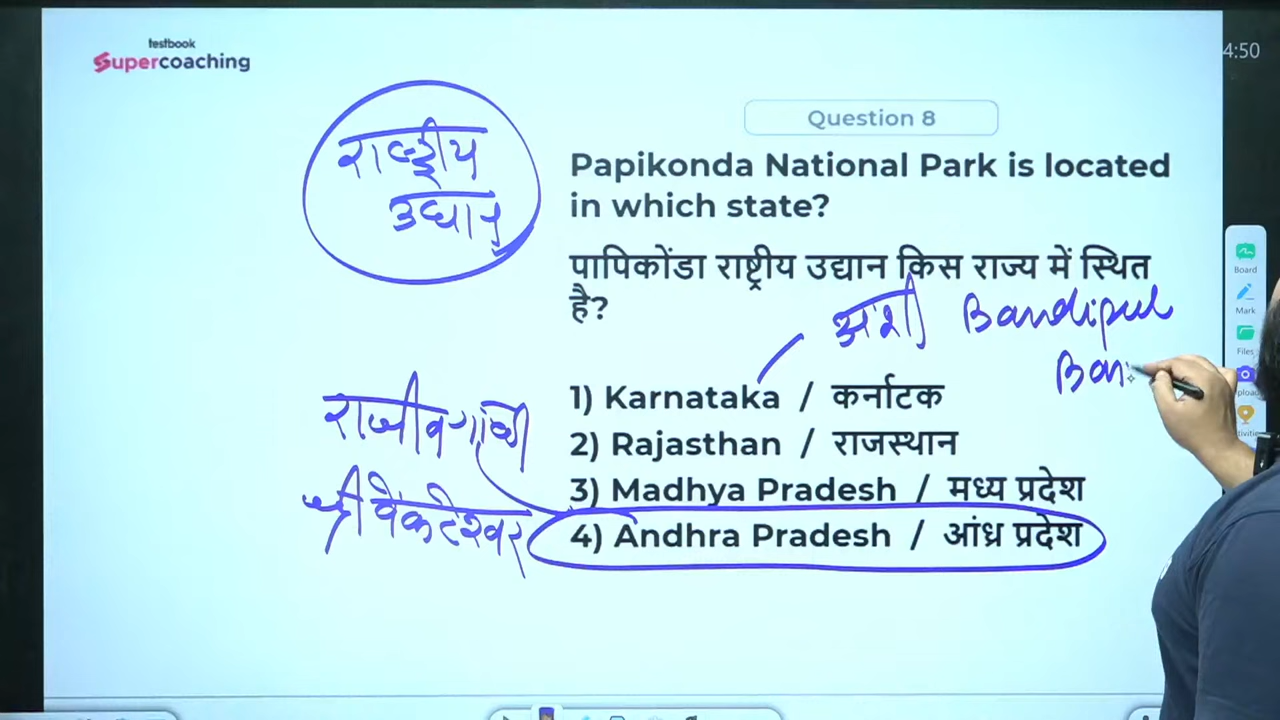 testbook
Supercoaching
4:50
राष्ट्रीय
उद्यान
Question 8
Papikonda National Park is located
in which state?
पापिकोंडा राष्ट्रीय उद्यान किस राज्य में स्थित
है?
अंशी Bandipur
Ban
1) Karnataka / कर्नाटक
2) Rajasthan / राजस्थान
3) Madhya Pradesh / मध्य प्रदेश
4) Andhra Pradesh / आंध्र प्रदेश
राजीव गांधी
श्री वेंकटेश्वर
Board
Mark
Files